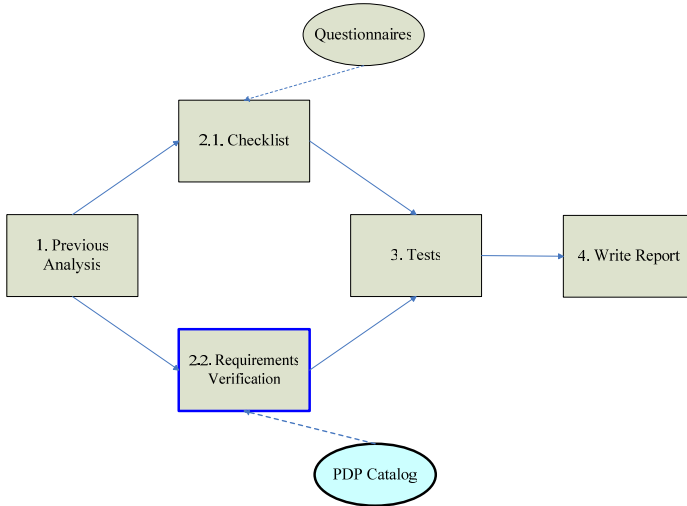 Questionnaires
2.1. Checklist
1. Previous
Analysis
3. Tests
4. Write Report
2.2. Requirements
Verification
PDP Catalog